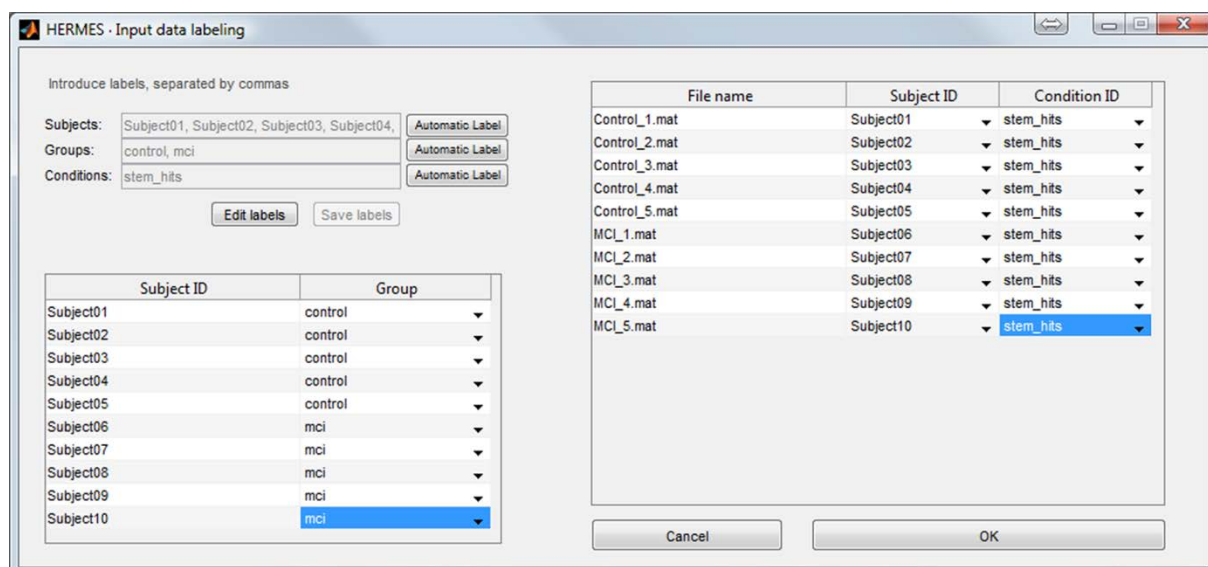 HERMES · Input data labeling
Introduce labels, separated by commas
Subjects: Subject01, Subject02, Subject03, Subject04, Automatic Label
Groups: control, mci Automatic Label
Conditions: stem_hits Automatic Label
Edit labels Save labels
Subject ID Group
Subject01 control
Subject02 control
Subject03 control
Subject04 control
Subject05 control
Subject06 mci
Subject07 mci
Subject08 mci
Subject09 mci
Subject10 mci
File name Subject ID Condition ID
Control_1.mat Subject01 stem_hits
Control_2.mat Subject02 stem_hits
Control_3.mat Subject03 stem_hits
Control_4.mat Subject04 stem_hits
Control_5.mat Subject05 stem_hits
MCI_1.mat Subject06 stem_hits
MCI_2.mat Subject07 stem_hits
MCI_3.mat Subject08 stem_hits
MCI_4.mat Subject09 stem_hits
MCI_5.mat Subject10 stem_hits
Cancel OK